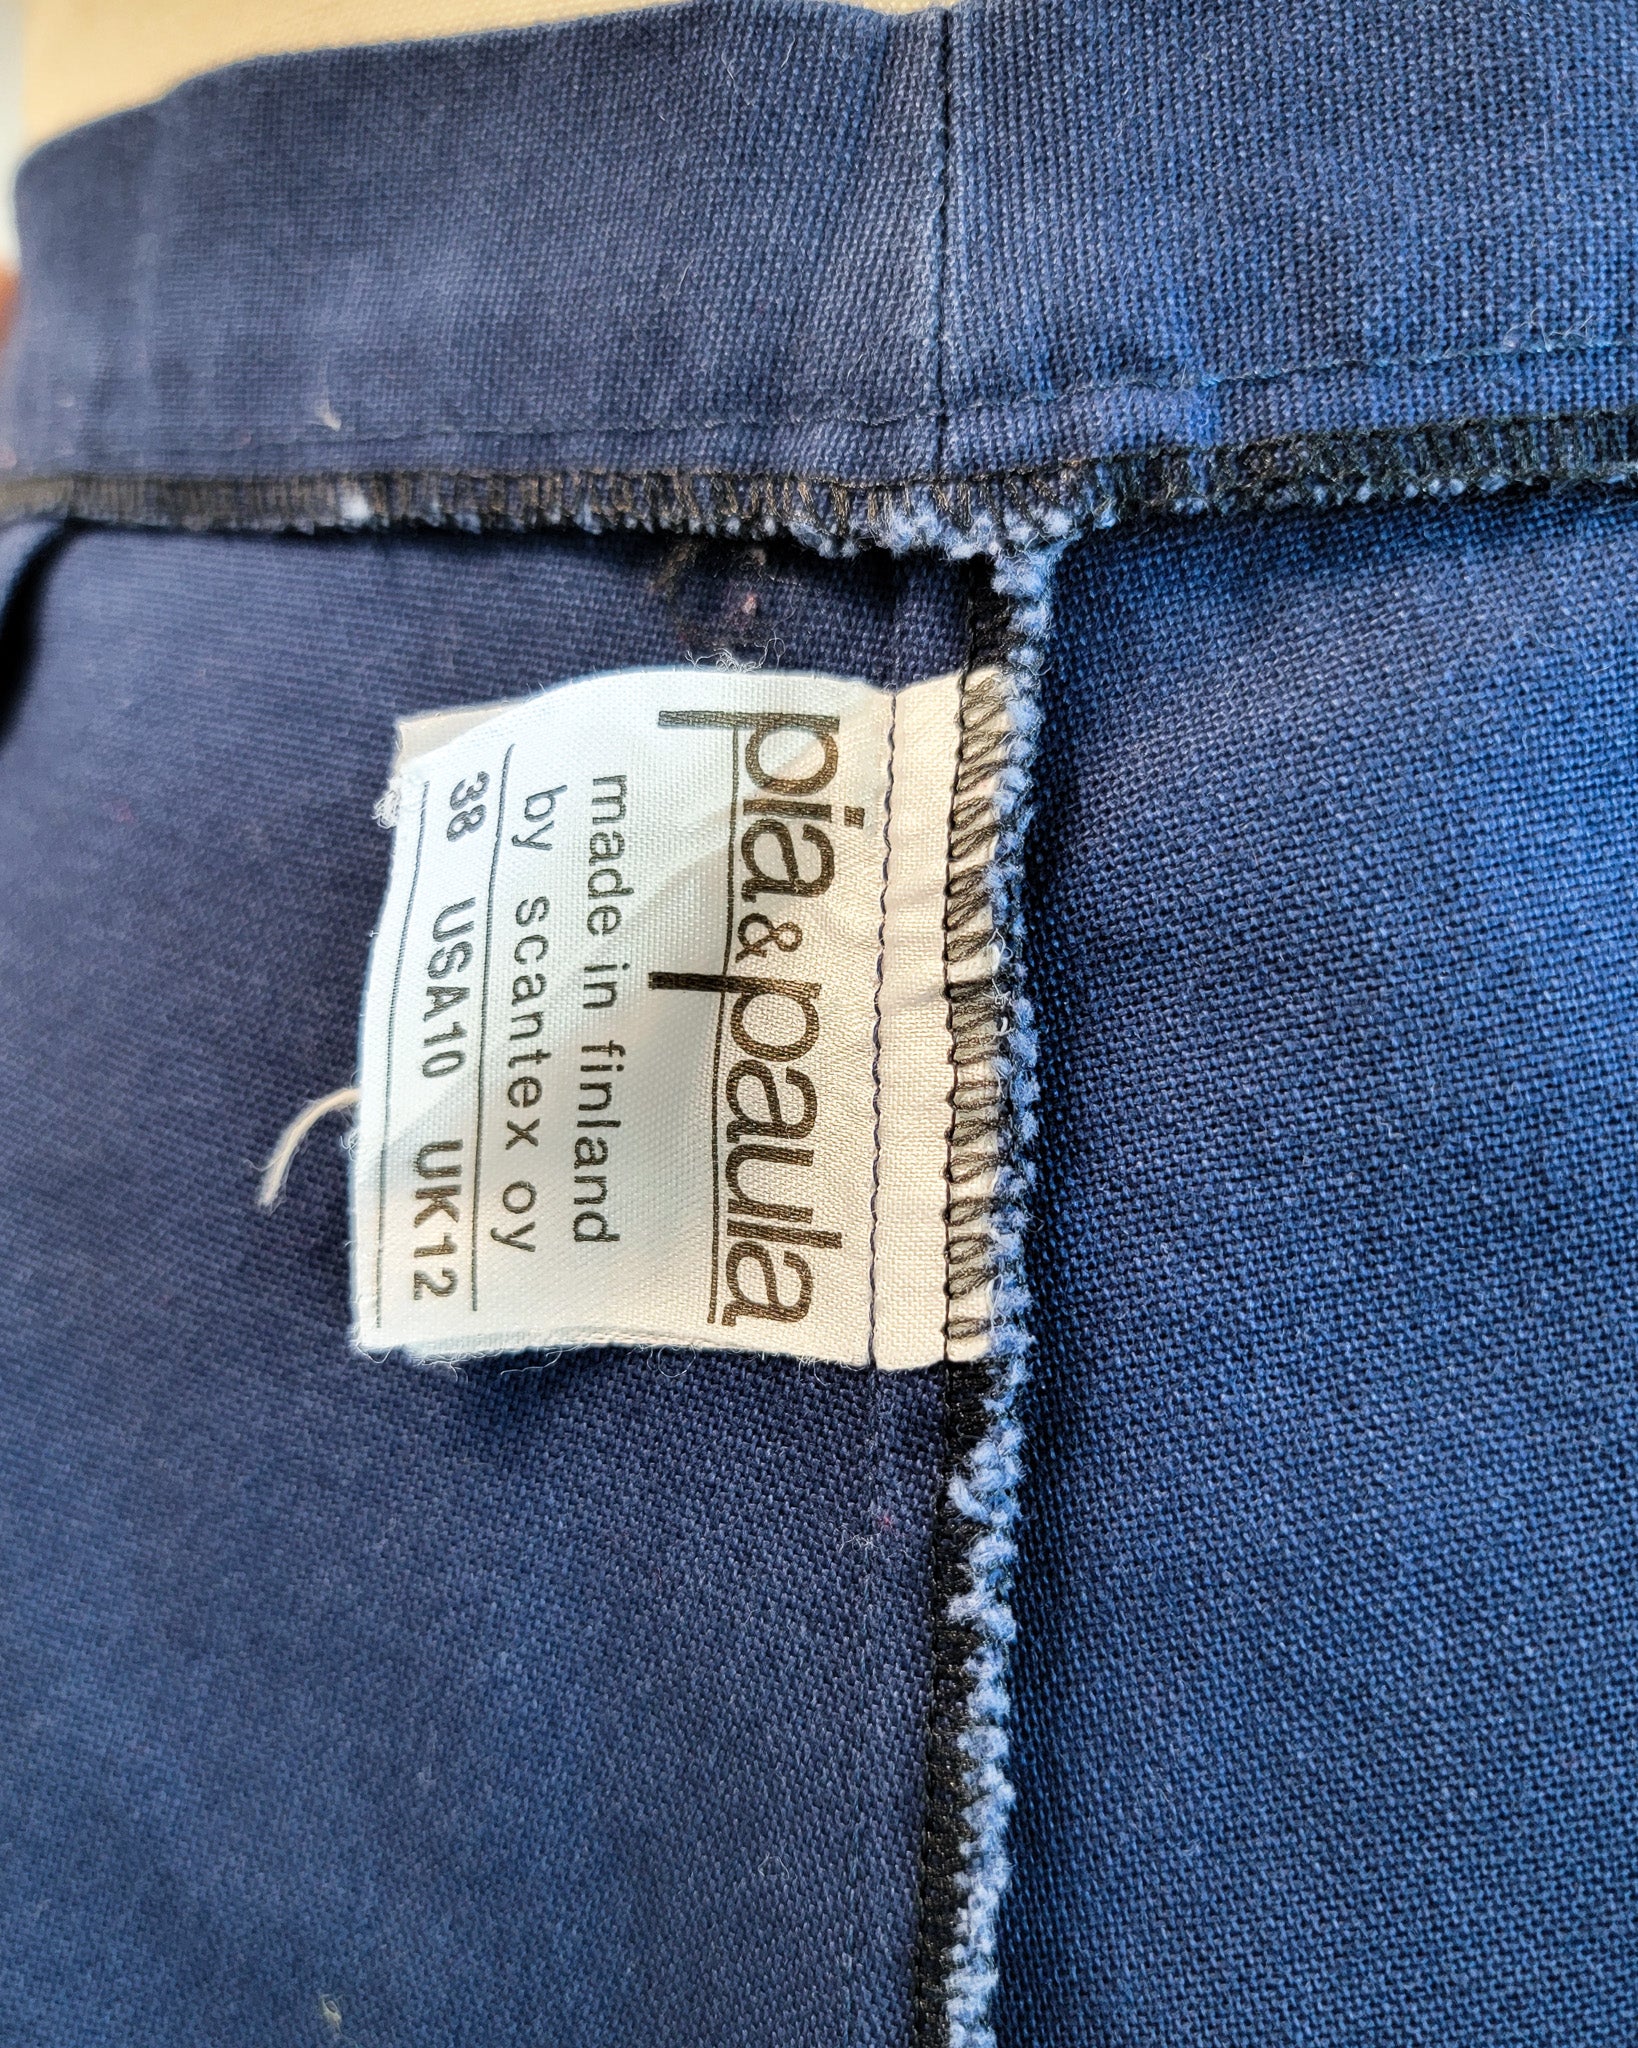 pia&paula
made in finland
by scantex oy
38 USA10 UK12